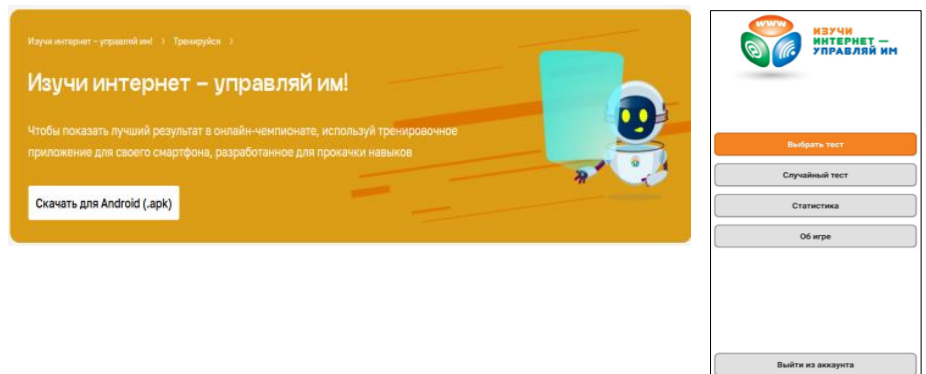 Изучи интернет – управляй им! > Тренируйся >
Изучи интернет – управляй им!
Чтобы показать лучший результат в онлайн-чемпионате, используй тренировочное
приложение для своего смартфона, разработанное для прокачки навыков
Скачать для Android (.apk)
www
@
ИЗУЧИ
ИНТЕРНЕТ —
УПРАВЛЯЙ ИМ
Выбрать тест
Случайный тест
Статистика
Об игре
Выйти из аккаунта